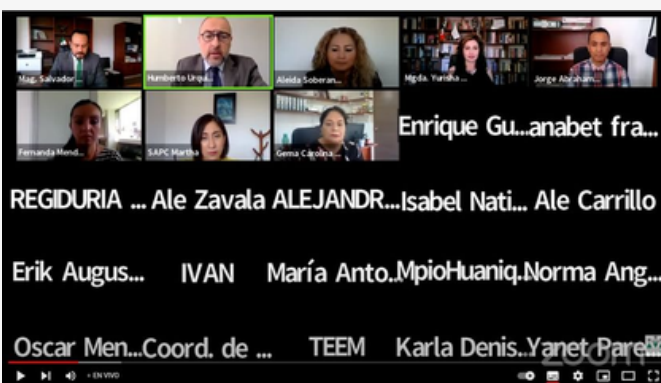 Mag. Salvador... Humberto Urqui... Aleida Soberan... Mgda. Yurisha ... Jorge Abraham...
Fernanda Mend... SAPC Martha Gema Carolina ... Enrique Gu... anabet fra...
REGIDURIA ... Ale Zavala ALEJANDR... Isabel Nati... Ale Carrillo
Erik Augus... IVAN María Anto... MpioHuaniq. Norma Ang...
Oscar Men... Coord. de ... TEEM Karla Denis... Yanet Pare...
zoom
• EN VIVO